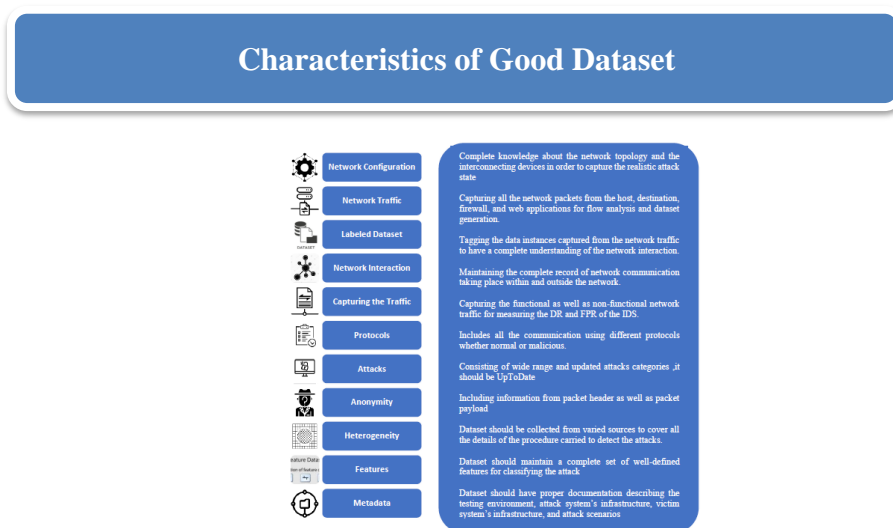 Characteristics of Good Dataset
Network Configuration
Network Traffic
Labeled Dataset
Network Interaction
Capturing the Traffic
Protocols
Attacks
Anonymity
Heterogeneity
Features
Metadata
DATASET
eature Data
ion of feature
Complete knowledge about the network topology and the
interconnecting devices in order to capture the realistic attack
state
Capturing all the network packets from the host, destination,
firewall, and web applications for flow analysis and dataset
generation.
Tagging the data instances captured from the network traffic
to have a complete understanding of the network interaction.
Maintaining the complete record of network communication
taking place within and outside the network.
Capturing the functional as well as non-functional network
traffic for measuring the DR and FPR of the IDS.
Includes all the communication using different protocols
whether normal or malicious.
Consisting of wide range and updated attacks categories ,it
should be UpToDate
Including information from packet header as well as packet
payload
Dataset should be collected from varied sources to cover all
the details of the procedure carried to detect the attacks.
Dataset should maintain a complete set of well-defined
features for classifying the attack
Dataset should have proper documentation describing the
testing environment, attack system's infrastructure, victim
system's infrastructure, and attack scenarios